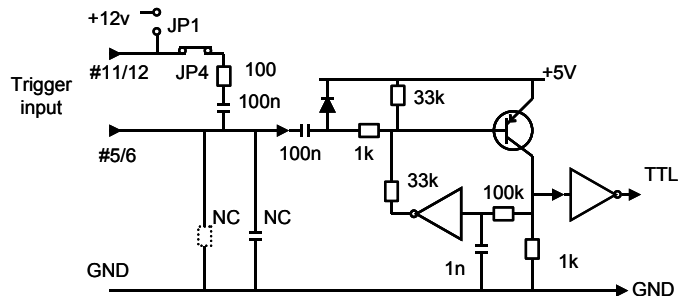 +12v
JP1
#11/12
JP4
100
Trigger
input
100n
+5V
33k
#5/6
100n
1k
33k
100k
TTL
NC
NC
1n
1k
GND
GND